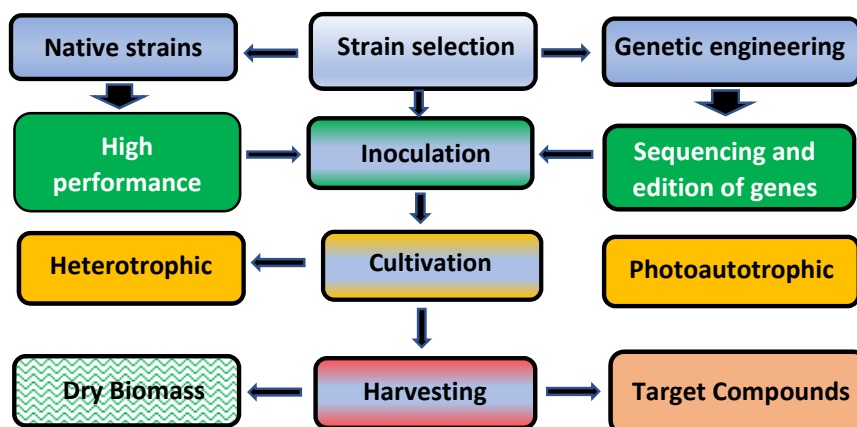 Native strains
Strain selection
Genetic engineering
High
performance
Inoculation
Sequencing and
edition of genes
Heterotrophic
Cultivation
Photoautotrophic
Dry Biomass
Harvesting
Target Compounds